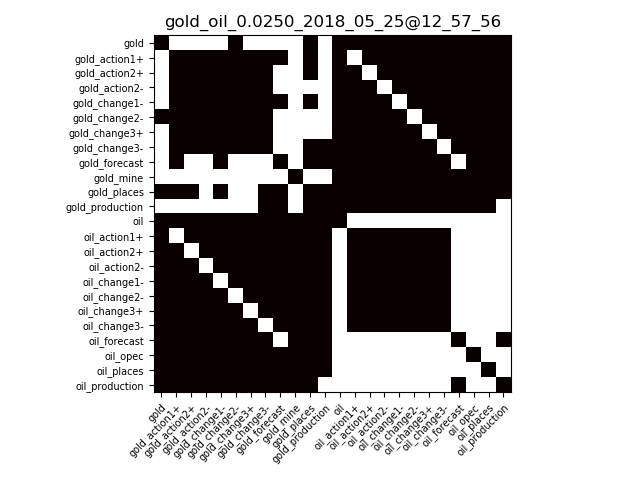 gold_oil_0.0250_2018_05_25@12_57_56
gold
gold_action1+
gold_action2+
gold_action2-
gold_change1-
gold_change2-
gold_change3+
gold_change3-
gold_forecast
gold_mine
gold_places
gold_production
oil
oil_action1+
oil_action2+
oil_action2-
oil_change1-
oil_change2-
oil_change3+
oil_change3-
oil_forecast
oil_opec
oil_places
oil_production
gold
gold_action1+
gold_action2+
gold_action2-
gold_change1-
gold_change2-
gold_change3+
gold_change3-
gold_forecast
gold_mine
gold_places
gold_production
oil
oil_action1+
oil_action2+
oil_action2-
oil_change1-
oil_change2-
oil_change3+
oil_change3-
oil_forecast
oil_opec
oil_places
oil_production